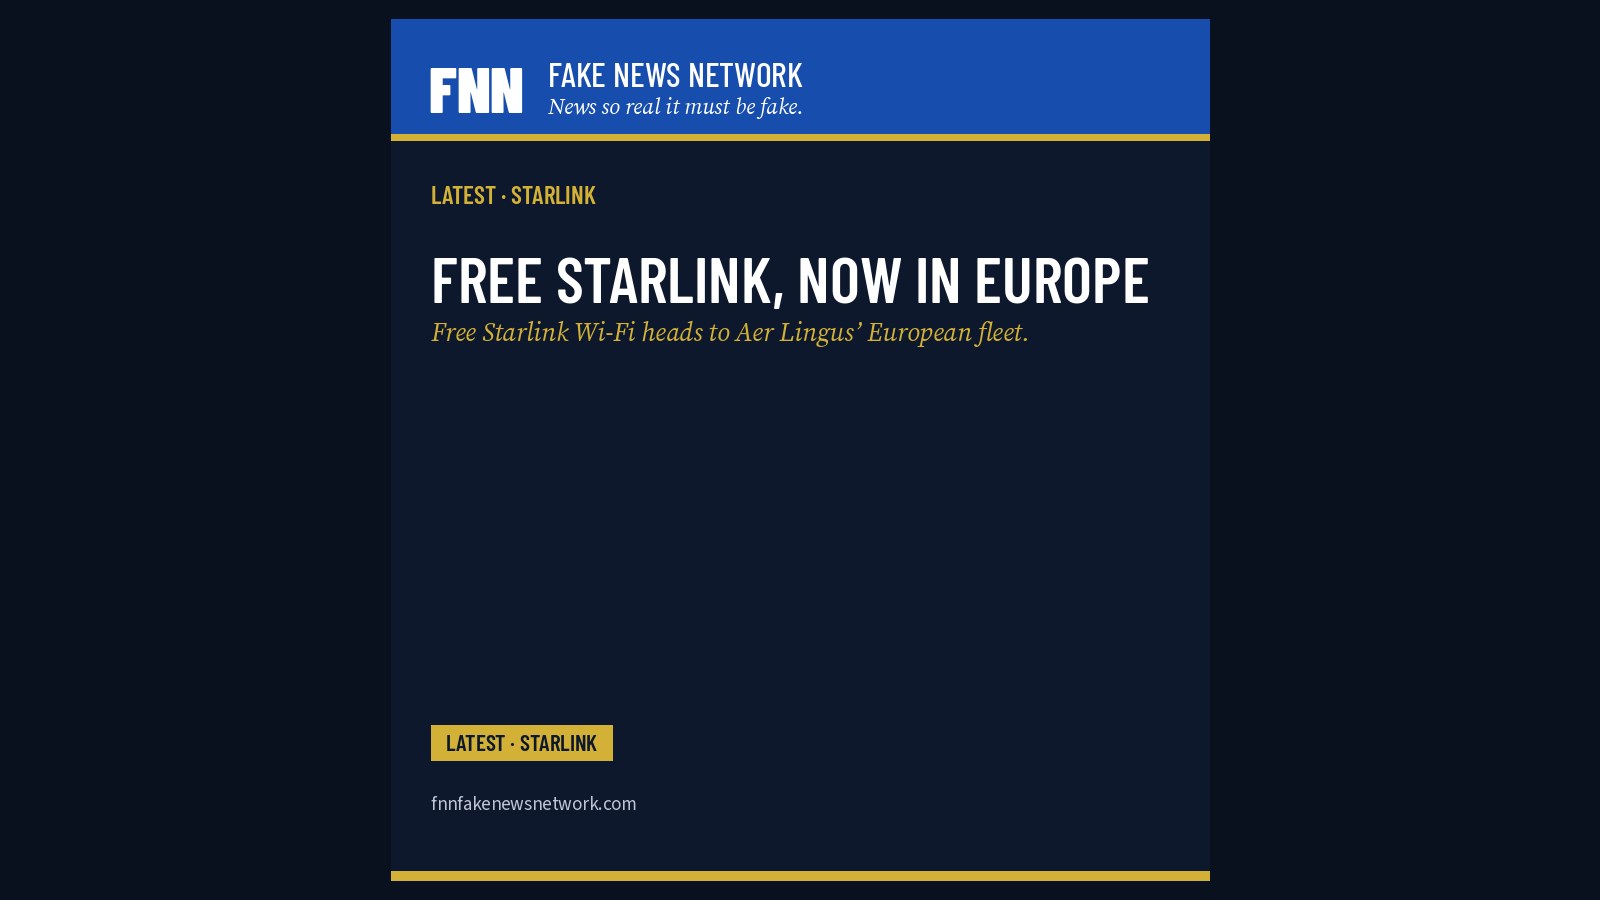 FNN
FAKE NEWS NETWORK
News so real it must be fake.
LATEST · STARLINK
FREE STARLINK, NOW IN EUROPE
Free Starlink Wi-Fi heads to Aer Lingus’ European fleet.
LATEST · STARLINK
fnnfakenewsnetwork.com